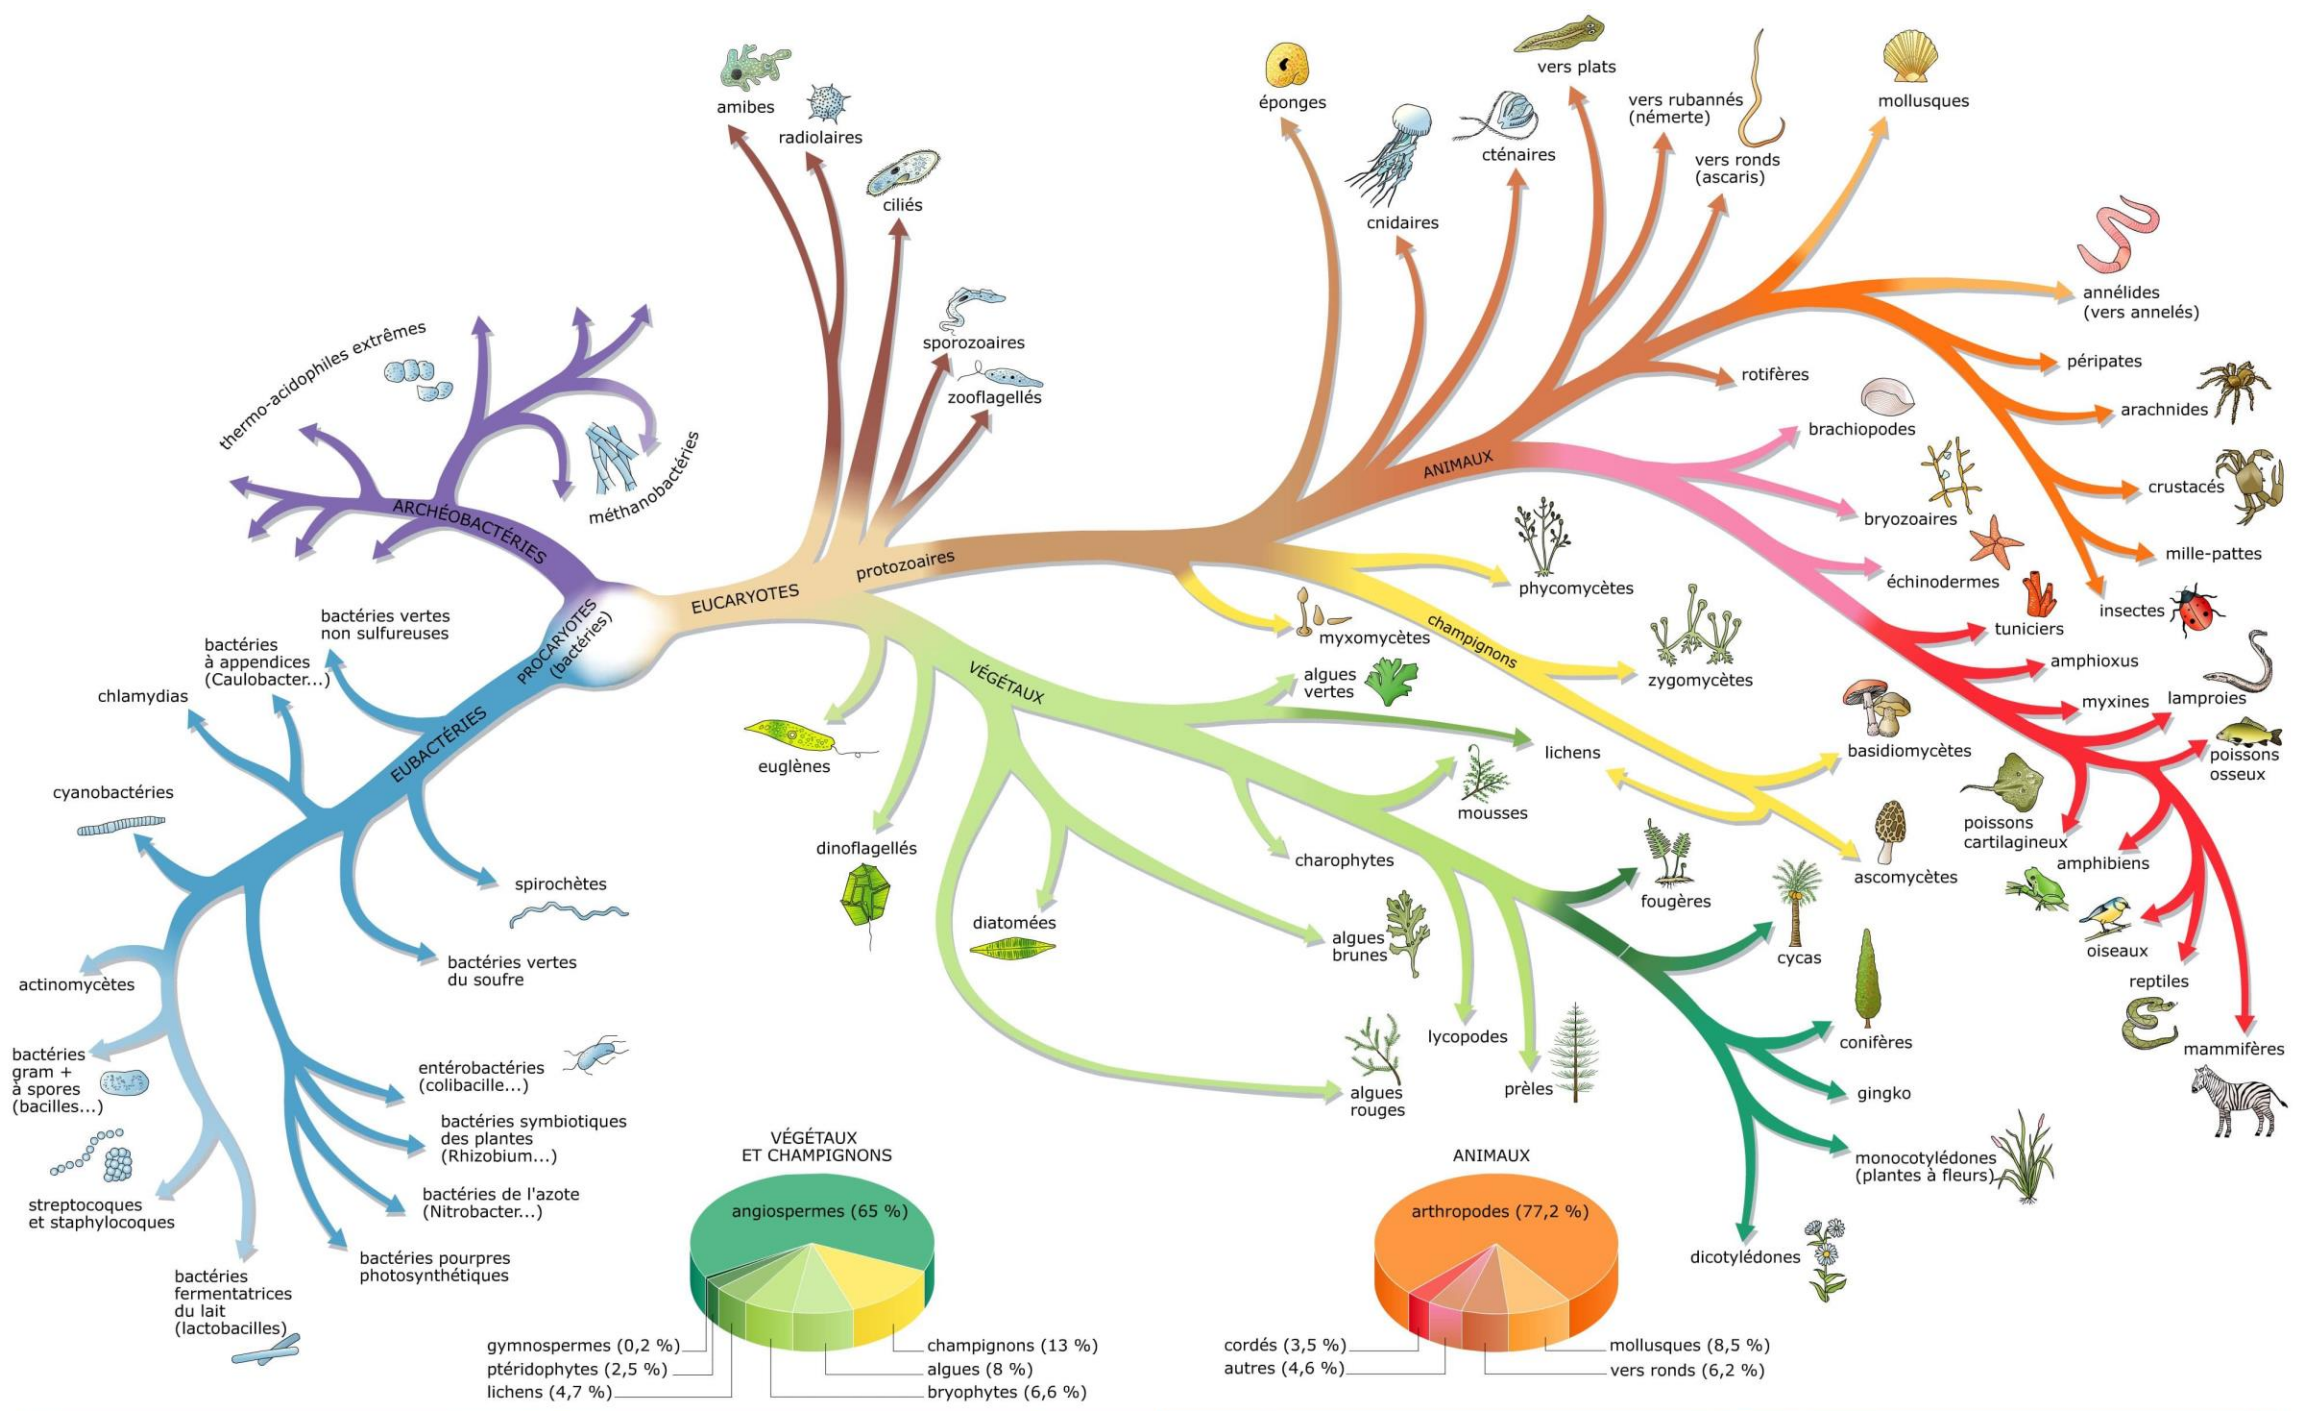 amibes
radiolaires
ciliés
sporozoaires
zooflagellés
éponges
cnidaires
cténaires
vers plats
vers rubannés
(némerte)
vers ronds
(ascaris)
mollusques
annélides
(vers annelés)
péripates
arachnides
crustacés
mille-pattes
insectes
rotifères
brachiopodes
bryozoaires
échinodermes
tuniciers
amphioxus
myxines
lamproies
poissons
osseux
poissons
cartilagineux
amphibiens
oiseaux
reptiles
mammifères
ANIMAUX
thermo-acidophiles extrêmes
méthanobactéries
ARCHÉOBACTÉRIES
PROCARYOTES
(bactéries)
EUCARYOTES
protozoaires
EUBACTÉRIES
bactéries vertes
non sulfureuses
bactéries
à appendices
(Caulobacter...)
chlamydias
cyanobactéries
spirochètes
bactéries vertes
du soufre
actinomycètes
bactéries
gram +
à spores
(bacilles...)
streptocoques
et staphylocoques
bactéries
fermentatrices
du lait
(lactobacilles)
entérobactéries
(colibacille...)
bactéries symbiotiques
des plantes
(Rhizobium...)
bactéries de l'azote
(Nitrobacter...)
bactéries pourpres
photosynthétiques
phycomycètes
myxomycètes
champignons
zygomycètes
basidiomycètes
ascomycètes
lichens
VÉGÉTAUX
algues
vertes
euglènes
dinoflagellés
diatomées
algues
brunes
algues
rouges
charophytes
mousses
lycopodes
prèles
fougères
cycas
conifères
gingko
monocotylédones
(plantes à fleurs)
dicotylédones
VÉGÉTAUX
ET CHAMPIGNONS
angiospermes (65 %)
gymnospermes (0,2 %)
ptéridophytes (2,5 %)
lichens (4,7 %)
champignons (13 %)
algues (8 %)
bryophytes (6,6 %)
ANIMAUX
arthropodes (77,2 %)
cordés (3,5 %)
autres (4,6 %)
mollusques (8,5 %)
vers ronds (6,2 %)